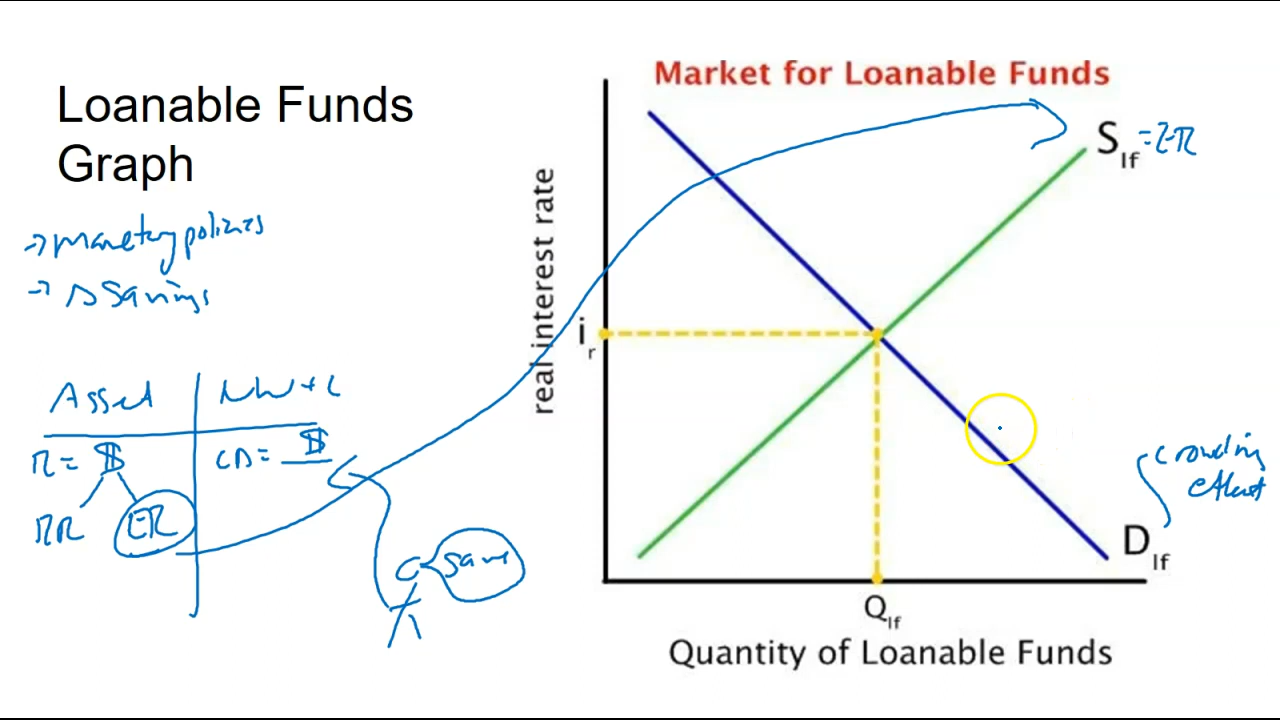 Loanable Funds
Graph
→ monetary policies
→ Δ Savings
Asset
NW + L
R = $
CD = $
RR
ER
Save
Market for Loanable Funds
S lf = ER
real interest rate
i r
crowding
D lf
Q lf
Quantity of Loanable Funds